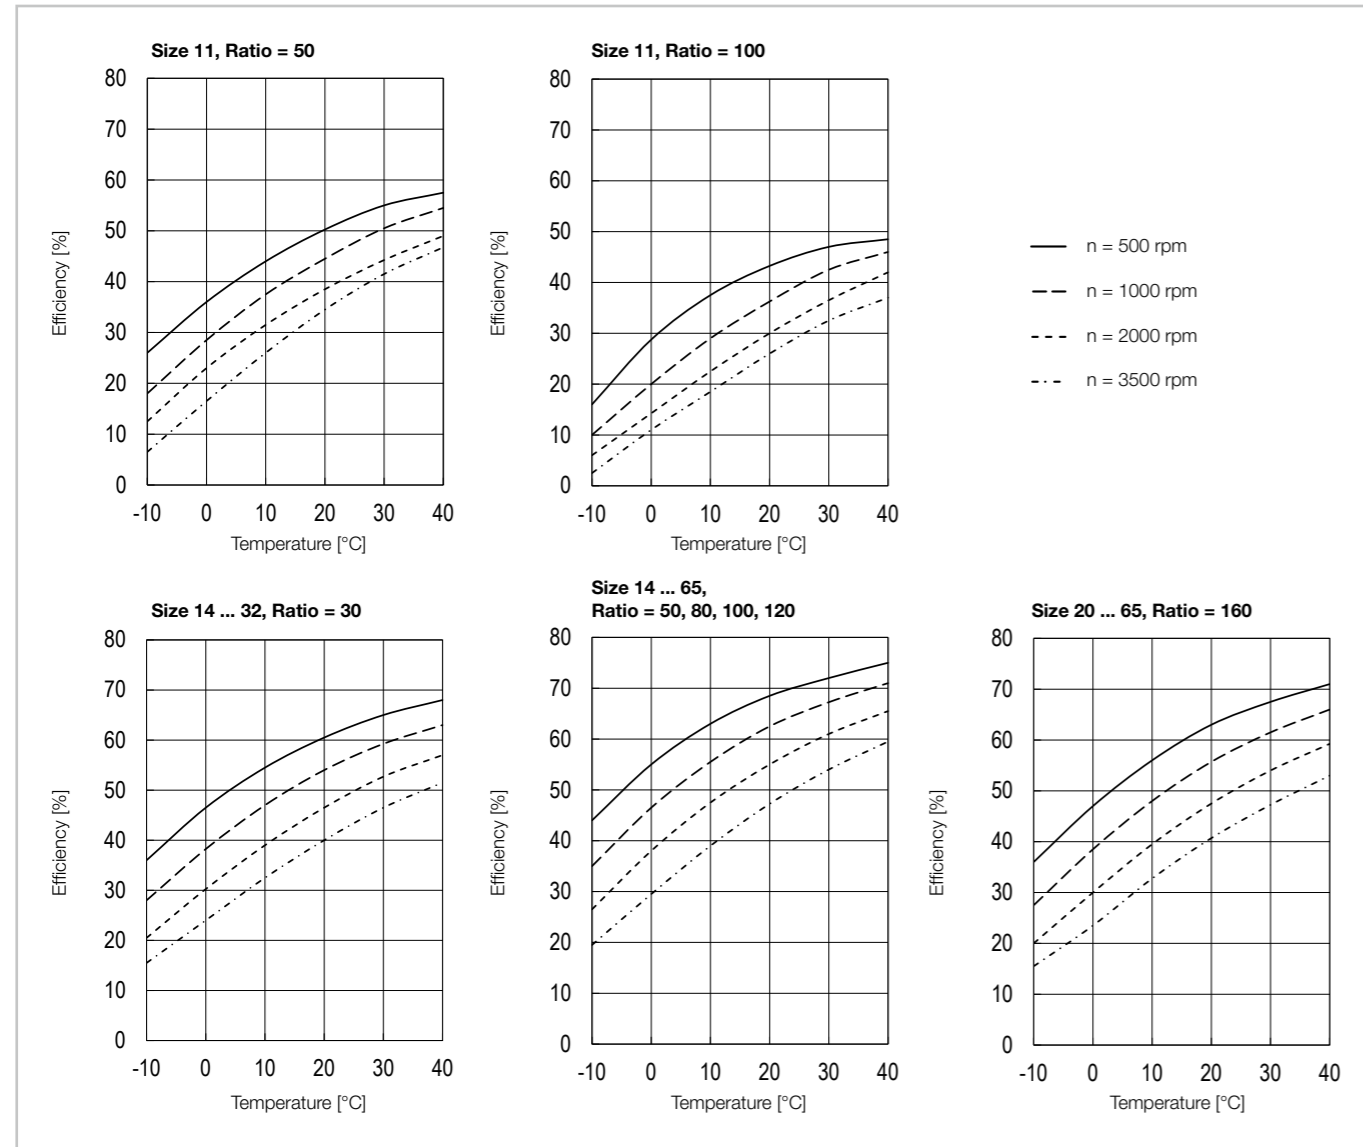 Size 11, Ratio = 50
80
70
60
50
40
30
20
10
0
-10 0 10 20 30 40
Efficiency [%]
Temperature [°C]
Size 11, Ratio = 100
80
70
60
50
40
30
20
10
0
-10 0 10 20 30 40
Efficiency [%]
Temperature [°C]
n = 500 rpm
n = 1000 rpm
n = 2000 rpm
n = 3500 rpm
Size 14 ... 32, Ratio = 30
80
70
60
50
40
30
20
10
0
-10 0 10 20 30 40
Efficiency [%]
Temperature [°C]
Size 14 ... 65,
Ratio = 50, 80, 100, 120
80
70
60
50
40
30
20
10
0
-10 0 10 20 30 40
Efficiency [%]
Temperature [°C]
Size 20 ... 65, Ratio = 160
80
70
60
50
40
30
20
10
0
-10 0 10 20 30 40
Efficiency [%]
Temperature [°C]